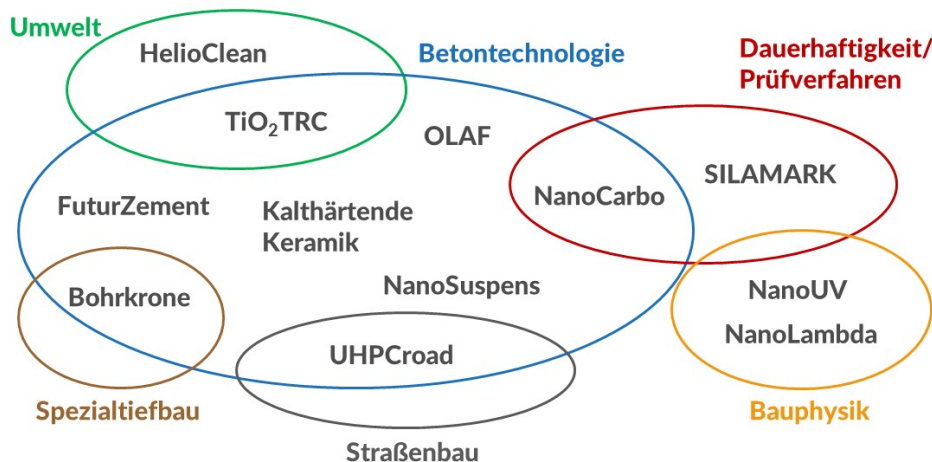 Umwelt
HelioClean
Betontechnologie
Dauerhaftigkeit/
Prüfverfahren
TiO₂TRC
OLAF
SILAMARK
NanoCarbo
FuturZement
Kalthärtende
Keramik
NanoSuspens
Bohrkrone
NanoUV
NanoLambda
UHPCroad
Spezialtiefbau
Bauphysik
Straßenbau